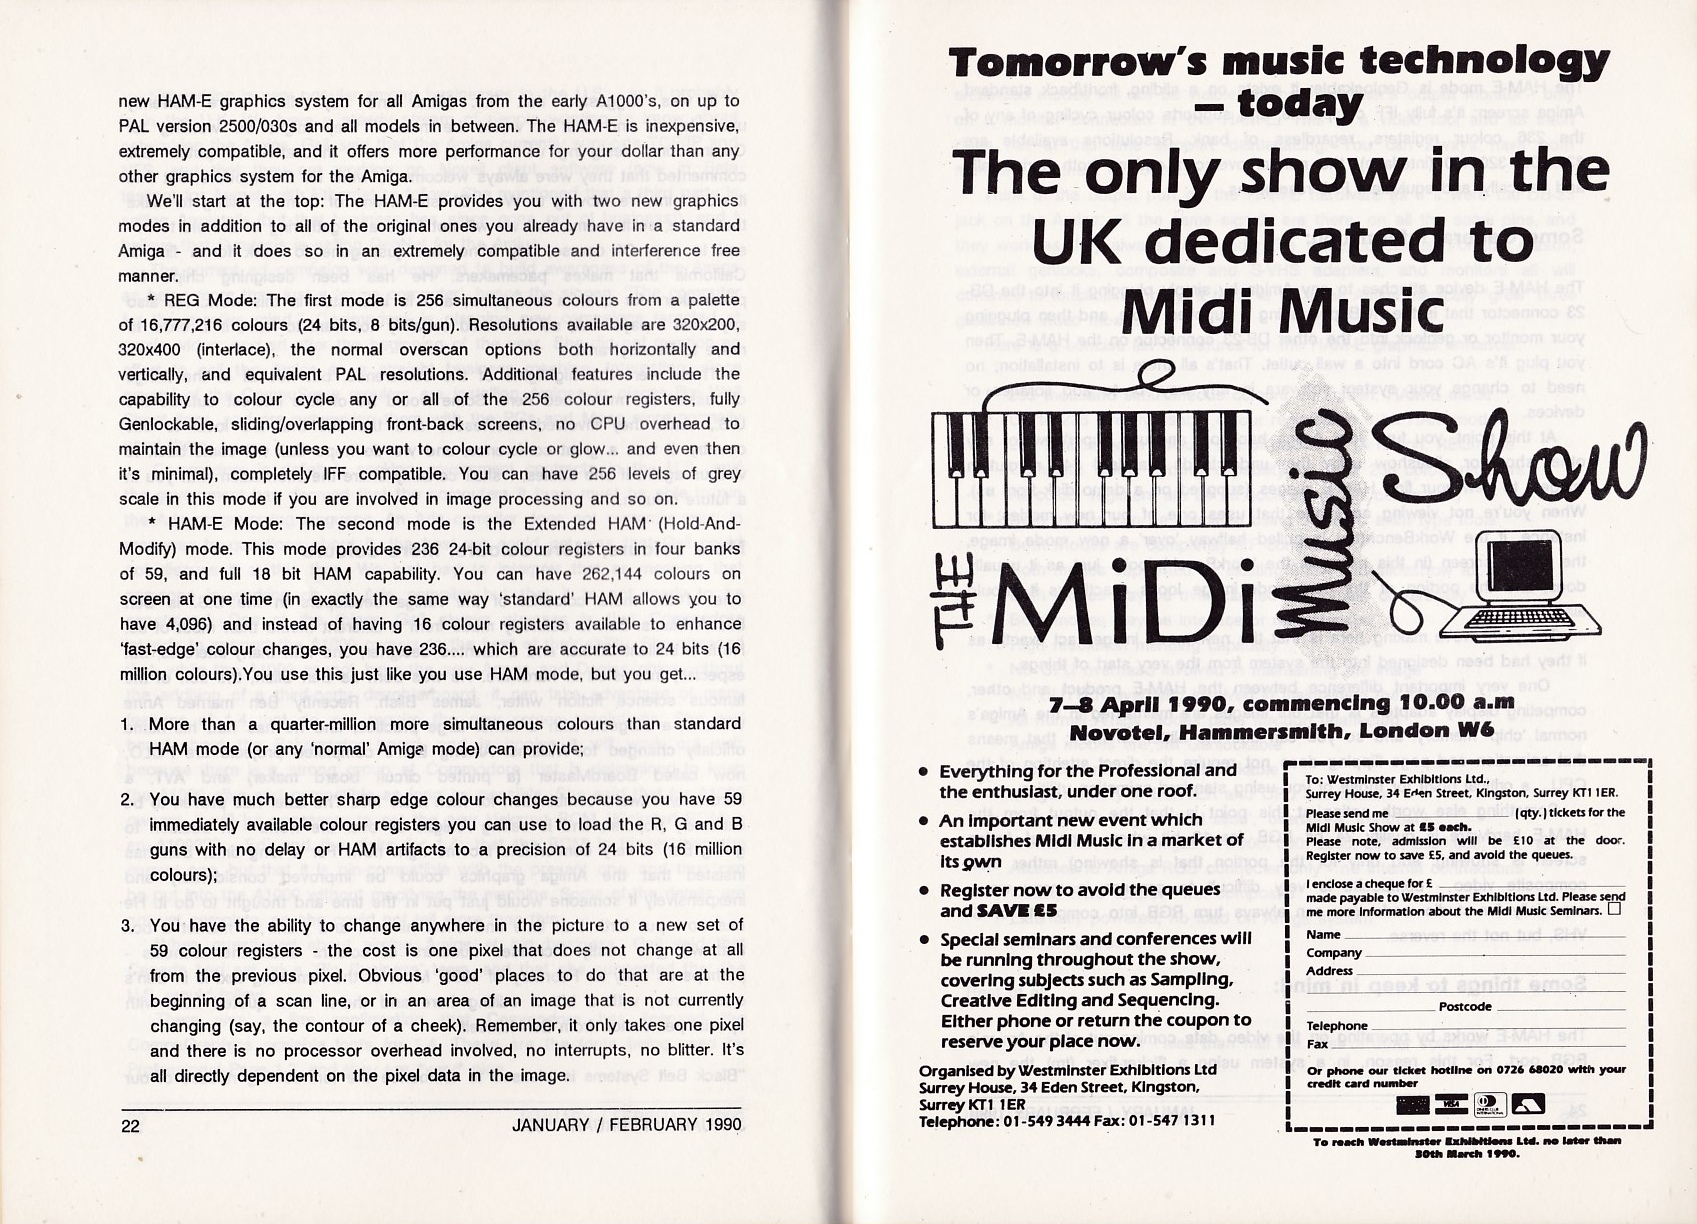 new HAM-E graphics system for all Amigas from the early A1000's, on up to
PAL version 2500/030s and all models in between. The HAM-E is inexpensive,
extremely compatible, and it offers more performance for your dollar than any
other graphics system for the Amiga.
We'll start at the top: The HAM-E provides you with two new graphics
modes in addition to all of the original ones you already have in a standard
Amiga - and it does so in an extremely compatible and interference free
manner.
* REG Mode: The first mode is 256 simultaneous colours from a palette
of 16,777,216 colours (24 bits, 8 bits/gun). Resolutions available are 320x200,
320x400 (interlace), the normal overscan options both horizontally and
vertically, and equivalent PAL resolutions. Additional features include the
capability to colour cycle any or all of the 256 colour registers, fully
Genlockable, sliding/overlapping front-back screens, no CPU overhead to
maintain the image (unless you want to colour cycle or glow... and even then
it's minimal), completely IFF compatible. You can have 256 levels of grey
scale in this mode if you are involved in image processing and so on.
* HAM-E Mode: The second mode is the Extended HAM (Hold-And-
Modify) mode. This mode provides 236 24-bit colour registers in four banks
of 59, and full 18 bit HAM capability. You can have 262,144 colours on
screen at one time (in exactly the same way 'standard' HAM allows you to
have 4,096) and instead of having 16 colour registers available to enhance
'fast-edge' colour changes, you have 236.... which are accurate to 24 bits (16
million colours).You use this just like you use HAM mode, but you get...
1. More than a quarter-million more simultaneous colours than standard
HAM mode (or any 'normal' Amiga mode) can provide;
2. You have much better sharp edge colour changes because you have 59
immediately available colour registers you can use to load the R, G and B
guns with no delay or HAM artifacts to a precision of 24 bits (16 million
colours);
3. You have the ability to change anywhere in the picture to a new set of
59 colour registers - the cost is one pixel that does not change at all
from the previous pixel. Obvious 'good' places to do that are at the
beginning of a scan line, or in an area of an image that is not currently
changing (say, the contour of a cheek). Remember, it only takes one pixel
and there is no processor overhead involved, no interrupts, no blitter. It's
all directly dependent on the pixel data in the image.
22 JANUARY / FEBRUARY 1990
Tomorrow's music technology
– today
The only show in the
UK dedicated to
Midi Music
THE MiDi Music Show
7–8 April 1990, commencing 10.00 a.m
Novotel, Hammersmith, London W6
• Everything for the Professional and
the enthusiast, under one roof.
• An important new event which
establishes Midi Music in a market of
its own
• Register now to avoid the queues
and SAVE £5
• Special seminars and conferences will
be running throughout the show,
covering subjects such as Sampling,
Creative Editing and Sequencing.
Either phone or return the coupon to
reserve your place now.
Organised by Westminster Exhibitions Ltd
Surrey House, 34 Eden Street, Kingston,
Surrey KT1 1ER
Telephone: 01-549 3444 Fax: 01-547 1311
To: Westminster Exhibitions Ltd.,
Surrey House, 34 Eden Street, Kingston, Surrey KT1 1ER.
Please send me (qty.) tickets for the
Midi Music Show at £5 each.
Please note, admission will be £10 at the door.
Register now to save £5, and avoid the queues.
I enclose a cheque for £
made payable to Westminster Exhibitions Ltd. Please send
me more information about the Midi Music Seminars.
Name
Company
Address
Postcode
Telephone
Fax
Or phone our ticket hotline on 0726 68020 with your
credit card number
VISA
To reach Westminster Exhibitions Ltd. no later than
30th March 1990.